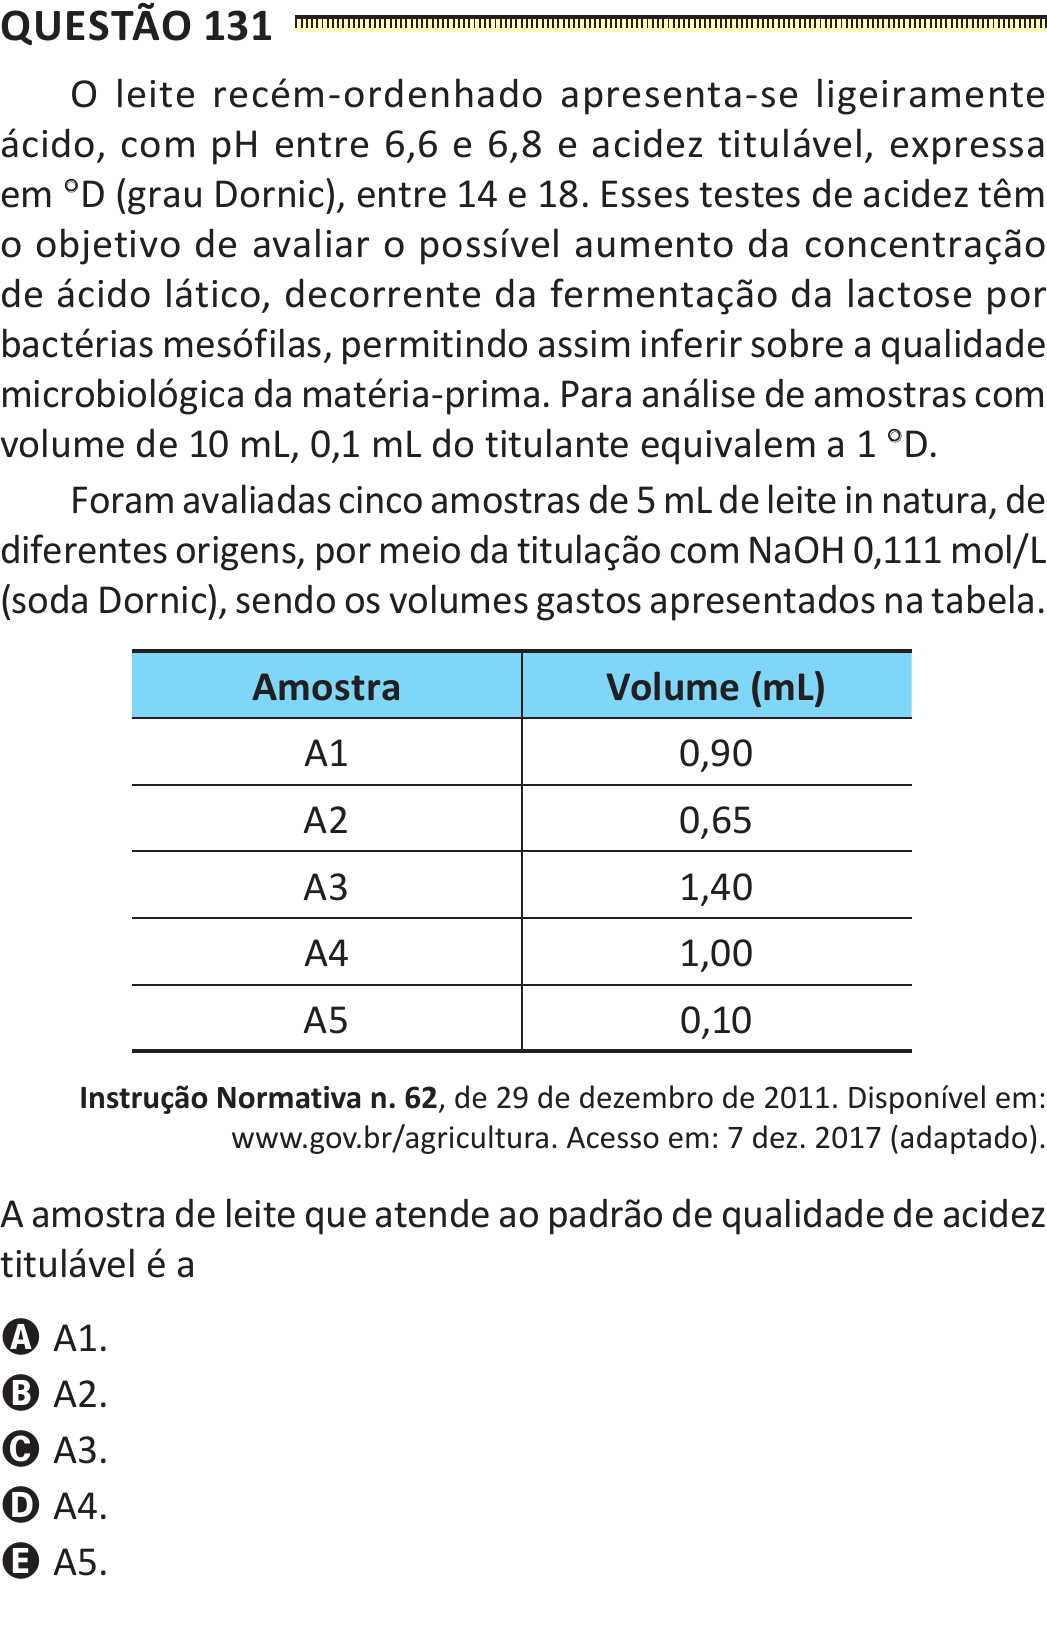 QUESTÃO 131
O leite recém-ordenhado apresenta-se ligeiramente
ácido, com pH entre 6,6 e 6,8 e acidez titulável, expressa
em °D (grau Dornic), entre 14 e 18. Esses testes de acidez têm
o objetivo de avaliar o possível aumento da concentração
de ácido lático, decorrente da fermentação da lactose por
bactérias mesófilas, permitindo assim inferir sobre a qualidade
microbiológica da matéria-prima. Para análise de amostras com
volume de 10 mL, 0,1 mL do titulante equivalem a 1 °D.
Foram avaliadas cinco amostras de 5 mL de leite in natura, de
diferentes origens, por meio da titulação com NaOH 0,111 mol/L
(soda Dornic), sendo os volumes gastos apresentados na tabela.
Amostra Volume (mL)
A1 0,90
A2 0,65
A3 1,40
A4 1,00
A5 0,10
Instrução Normativa n. 62, de 29 de dezembro de 2011. Disponível em:
www.gov.br/agricultura. Acesso em: 7 dez. 2017 (adaptado).
A amostra de leite que atende ao padrão de qualidade de acidez
titulável é a
A A1.
B A2.
C A3.
D A4.
E A5.